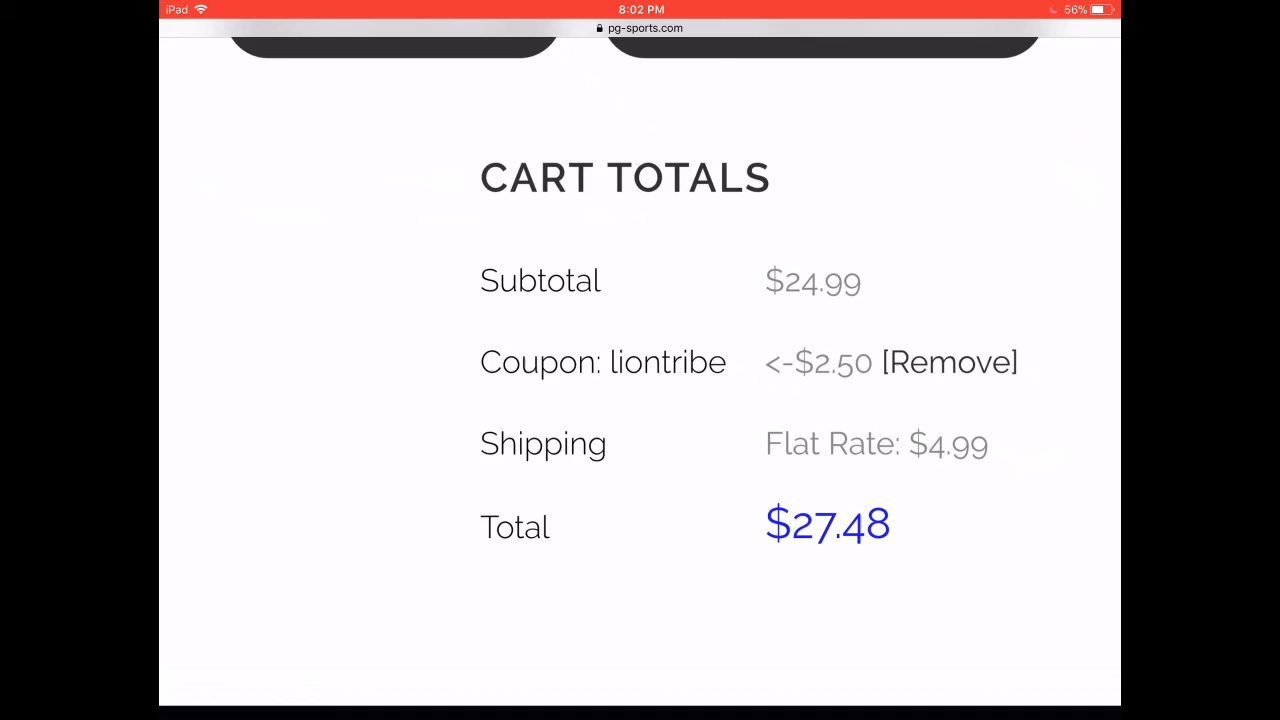 iPad 8:02 PM 56%
pg-sports.com
CART TOTALS
Subtotal $24.99
Coupon: liontribe <-$2.50 [Remove]
Shipping Flat Rate: $4.99
Total $27.48